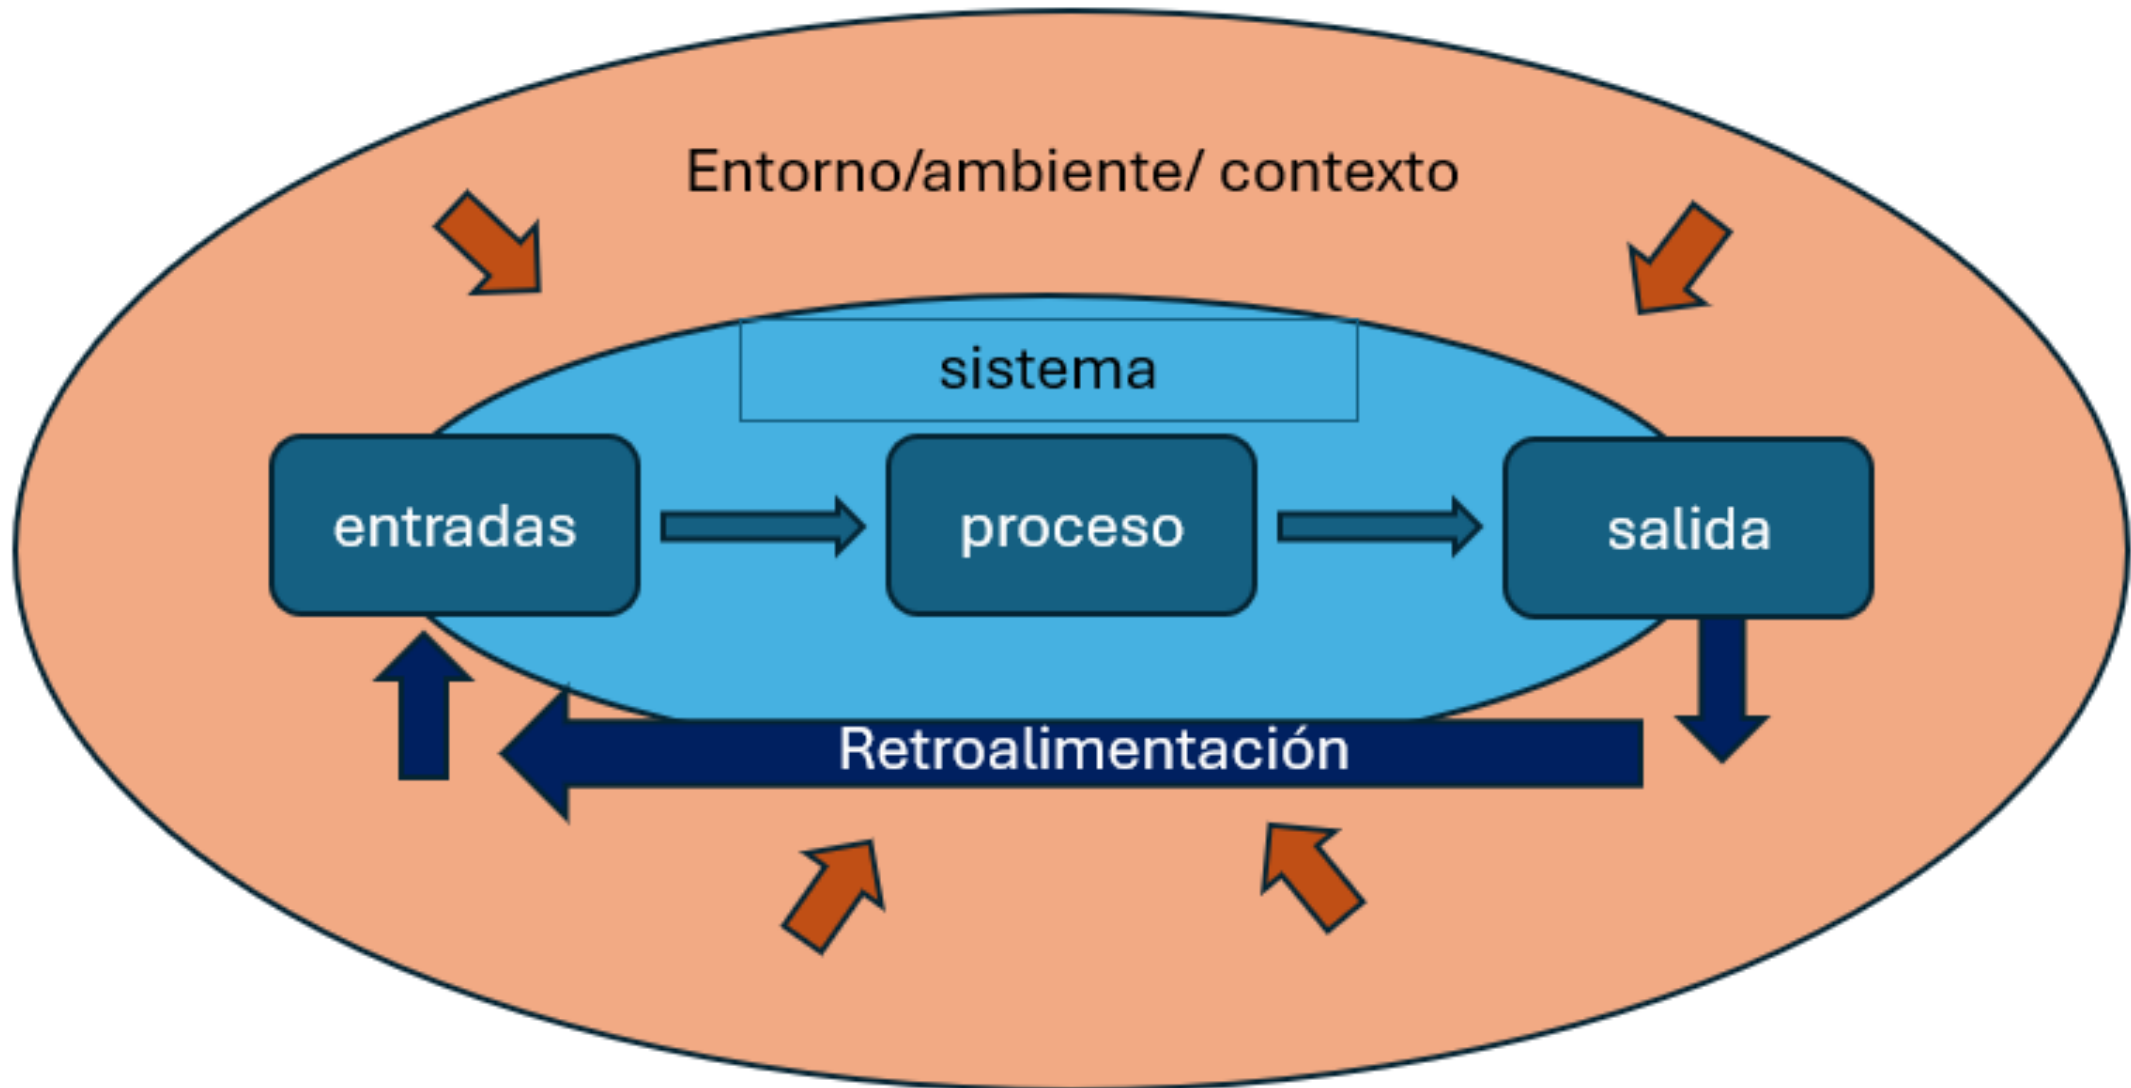 Entorno/ambiente/ contexto
sistema
entradas
proceso
salida
Retroalimentación